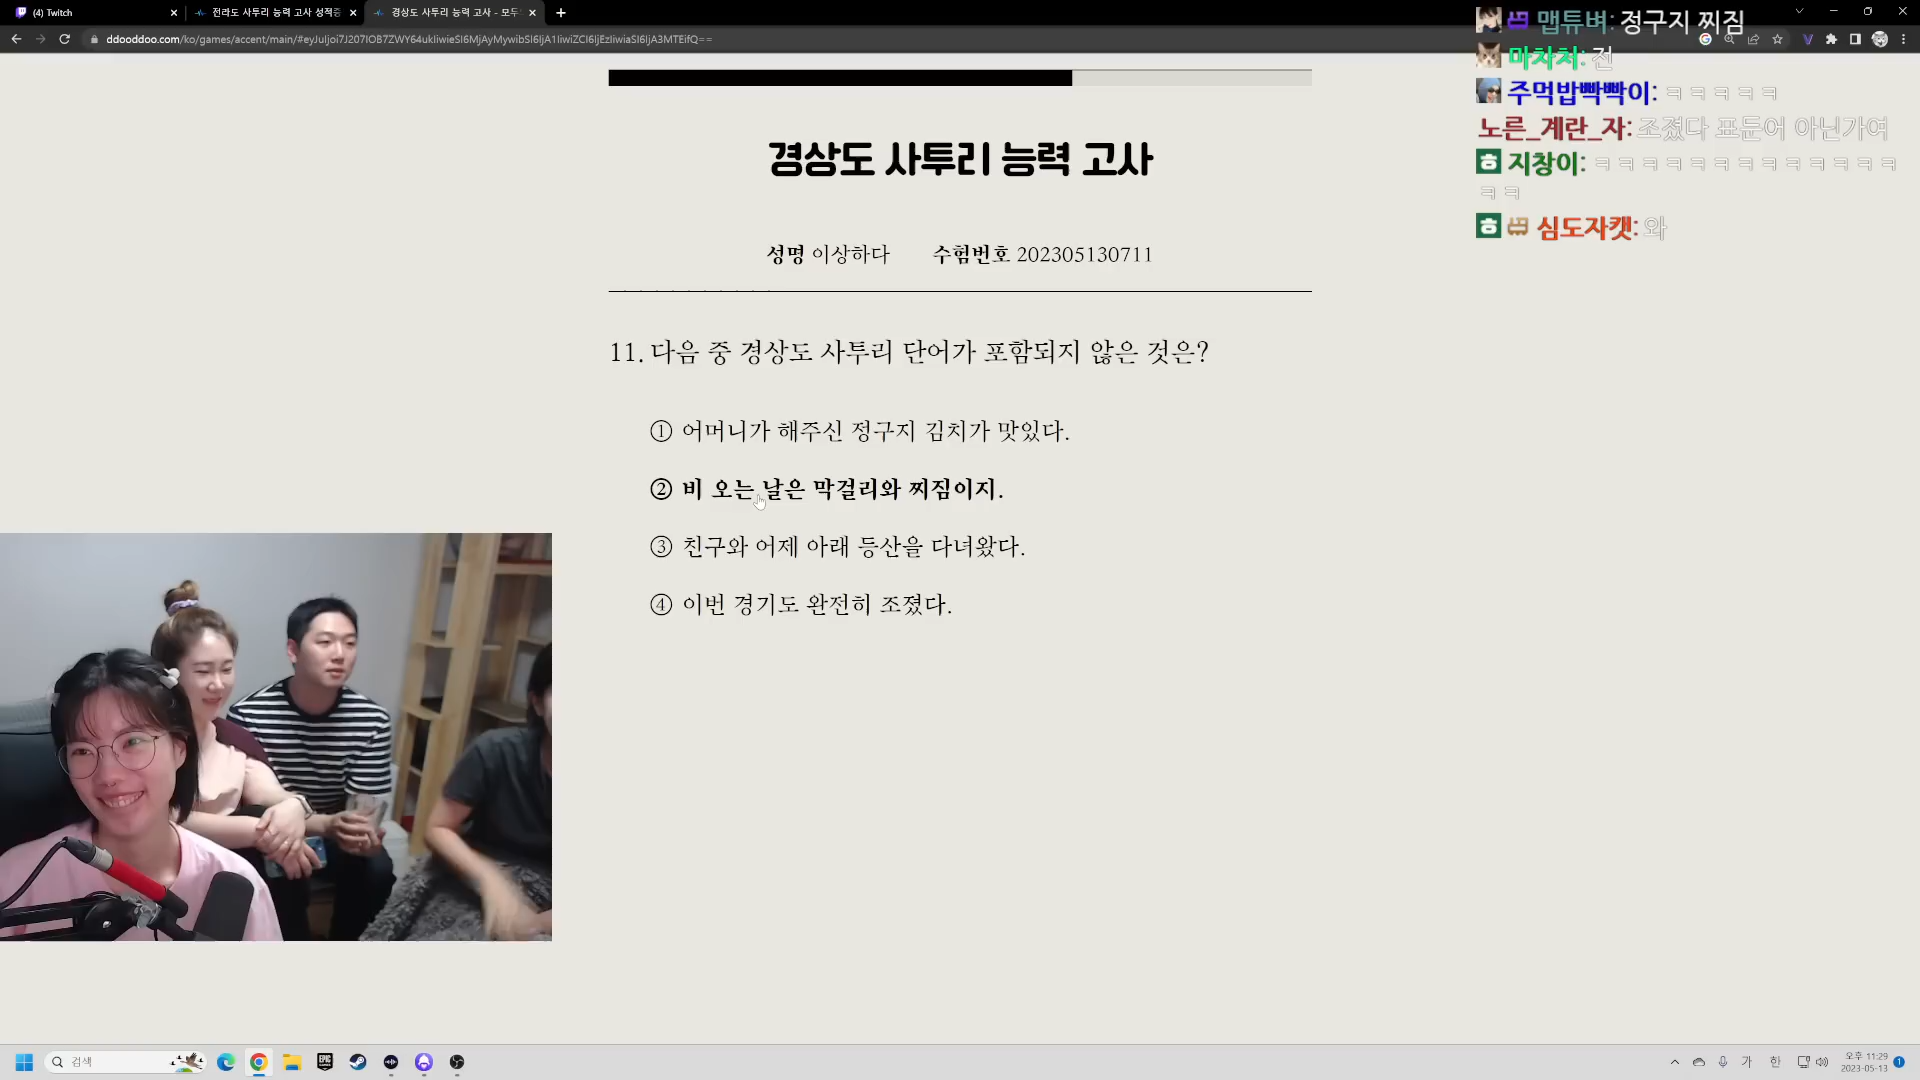 (4) Twitch
전라도 사투리 능력 고사 성적증
경상도 사투리 능력 고사 - 모두
ddooddoo.com/ko/games/accent/main/#eyJuIjoi7J207IOB7ZWY64ukIiwieSI6MjAyMywibSI6IjA1IiwiZCI6IjEzIiwiaSI6IjA3MTEifQ==
경상도 사투리 능력 고사
성명 이상하다 수험번호 202305130711
11. 다음 중 경상도 사투리 단어가 포함되지 않은 것은?
① 어머니가 해주신 정구지 김치가 맛있다.
② 비 오는 날은 막걸리와 찌짐이지.
③ 친구와 어제 아래 등산을 다녀왔다.
④ 이번 경기도 완전히 조졌다.
맵튜벼: 정구지 찌짐
마차처: 전
주먹밥빡빡이: ㅋㅋㅋㅋㅋ
노른_계란_자: 조졌다 표둔어 아닌가여
ㅎ 지창이: ㅋㅋㅋㅋㅋㅋㅋㅋㅋㅋㅋㅋㅋ
ㅋㅋ
ㅎ 심도자캣: 와
검색
EPIC GAMES
가 한
오후 11:29
2023-05-13
1